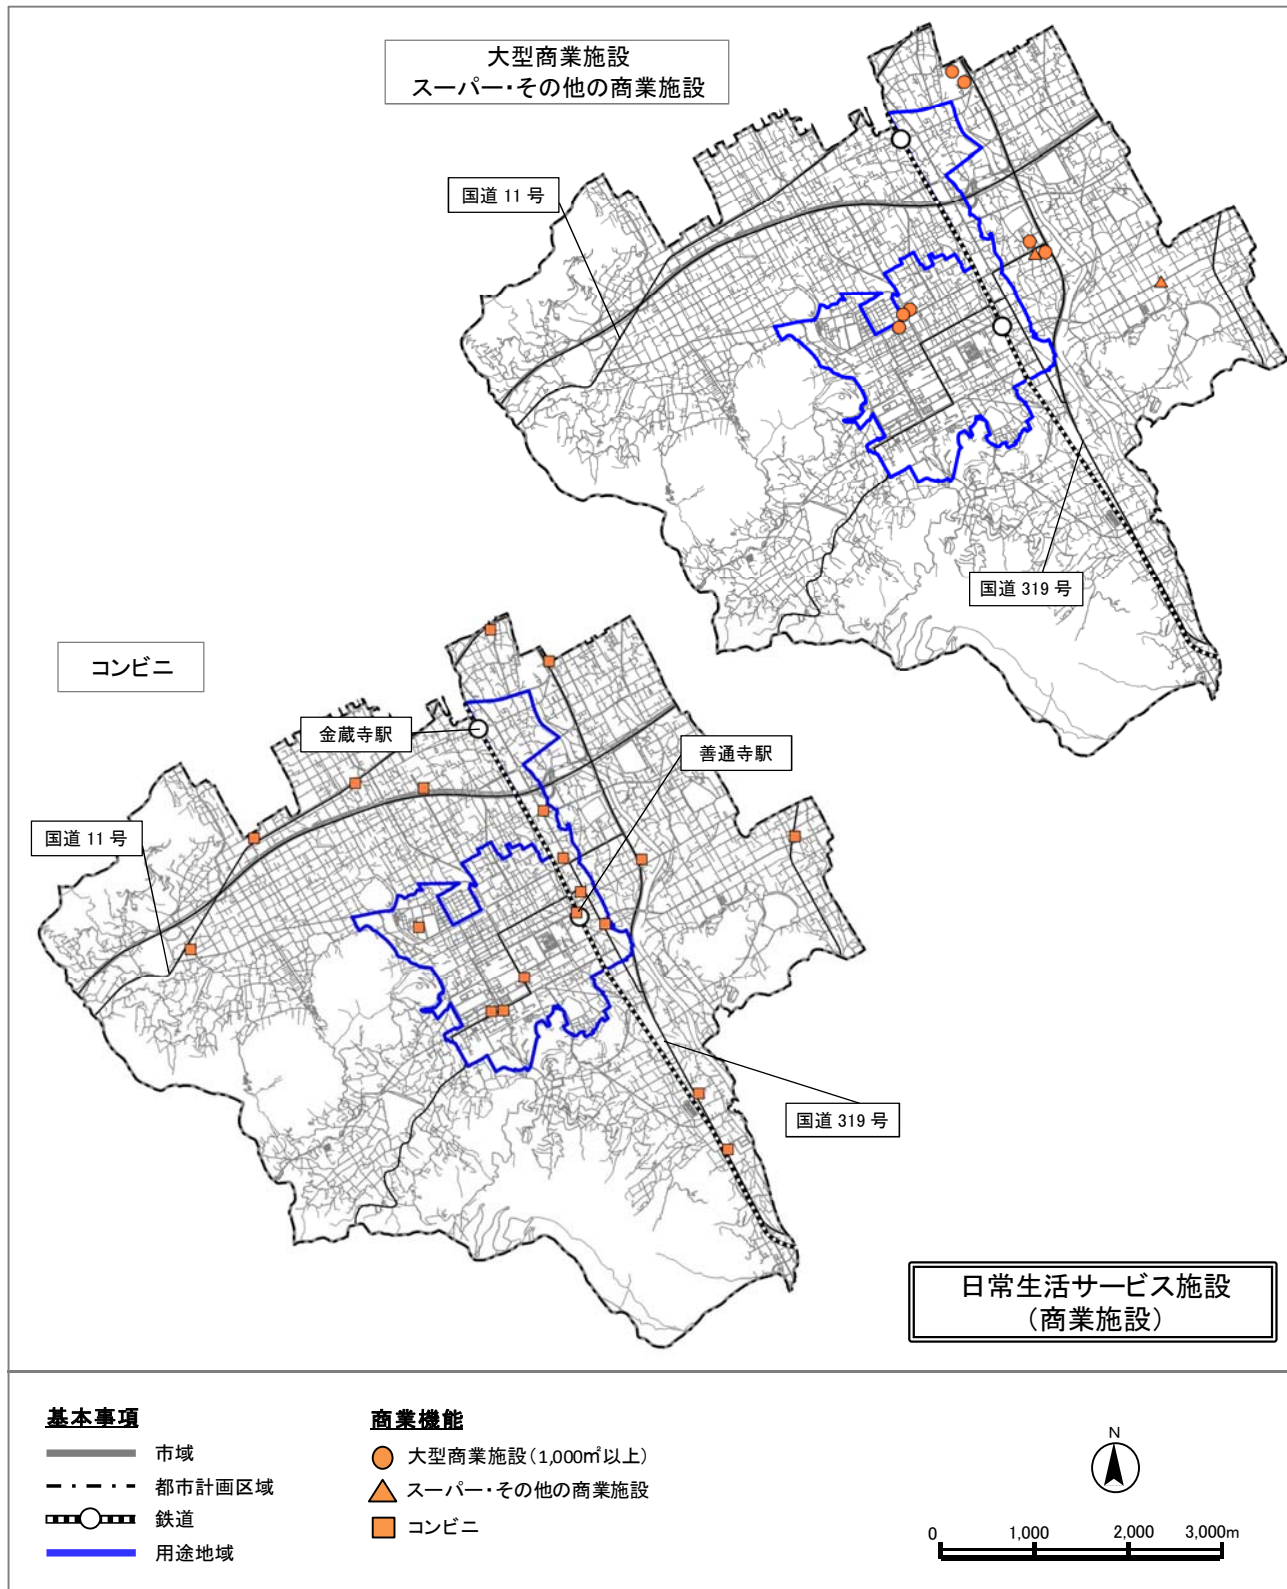 大型商業施設
スーパー・その他の商業施設
国道 11 号
国道 319 号
コンビニ
金蔵寺駅
善通寺駅
国道 11 号
国道 319 号
日常生活サービス施設
（商業施設）
基本事項
市域
都市計画区域
鉄道
用途地域
商業機能
大型商業施設（1,000㎡以上）
スーパー・その他の商業施設
コンビニ
N
0 1,000 2,000 3,000m